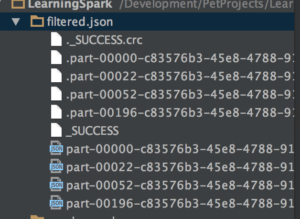 LearningSpark ~/Development/PetProjects/Lear
filtered.json
._SUCCESS.crc
.part-00000-c83576b3-45e8-4788-91
.part-00022-c83576b3-45e8-4788-91
.part-00052-c83576b3-45e8-4788-91
.part-00196-c83576b3-45e8-4788-91
_SUCCESS
part-00000-c83576b3-45e8-4788-91
part-00022-c83576b3-45e8-4788-91
part-00052-c83576b3-45e8-4788-91
part-00196-c83576b3-45e8-4788-91